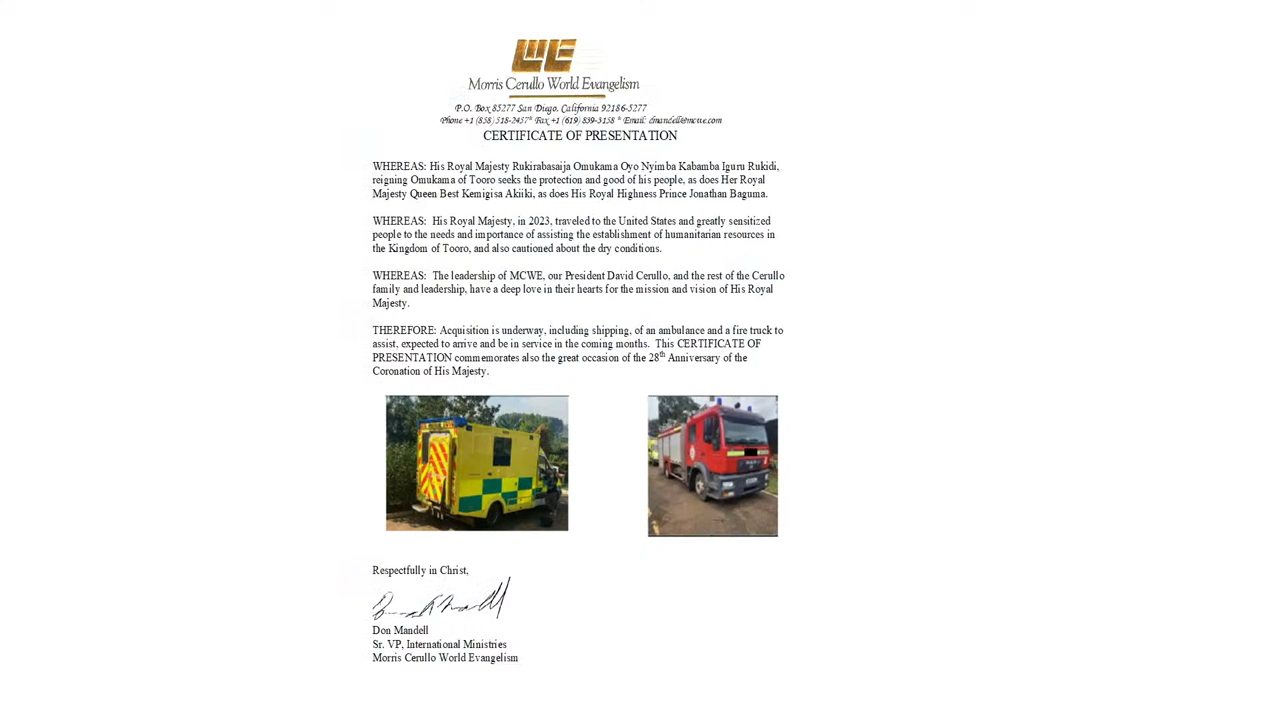 WE
Morris Cerullo World Evangelism
P.O. Box 85277 San Diego, California 92186-5277
Phone +1 (858) 518-2457* Fax +1 (619) 839-3158 * Email: dmandell@mcwe.com
CERTIFICATE OF PRESENTATION
WHEREAS: His Royal Majesty Rukirabasaija Omukama Oyo Nyimba Kabamba Iguru Rukidi,
reigning Omukama of Tooro seeks the protection and good of his people, as does Her Royal
Majesty Queen Best Kemigisa Akiiki, as does His Royal Highness Prince Jonathan Baguma.
WHEREAS: His Royal Majesty, in 2023, traveled to the United States and greatly sensitized
people to the needs and importance of assisting the establishment of humanitarian resources in
the Kingdom of Tooro, and also cautioned about the dry conditions.
WHEREAS: The leadership of MCWE, our President David Cerullo, and the rest of the Cerullo
family and leadership, have a deep love in their hearts for the mission and vision of His Royal
Majesty.
THEREFORE: Acquisition is underway, including shipping, of an ambulance and a fire truck to
assist, expected to arrive and be in service in the coming months. This CERTIFICATE OF
PRESENTATION commemorates also the great occasion of the 28th Anniversary of the
Coronation of His Majesty.
Respectfully in Christ,
Don Mandell
Sr. VP, International Ministries
Morris Cerullo World Evangelism